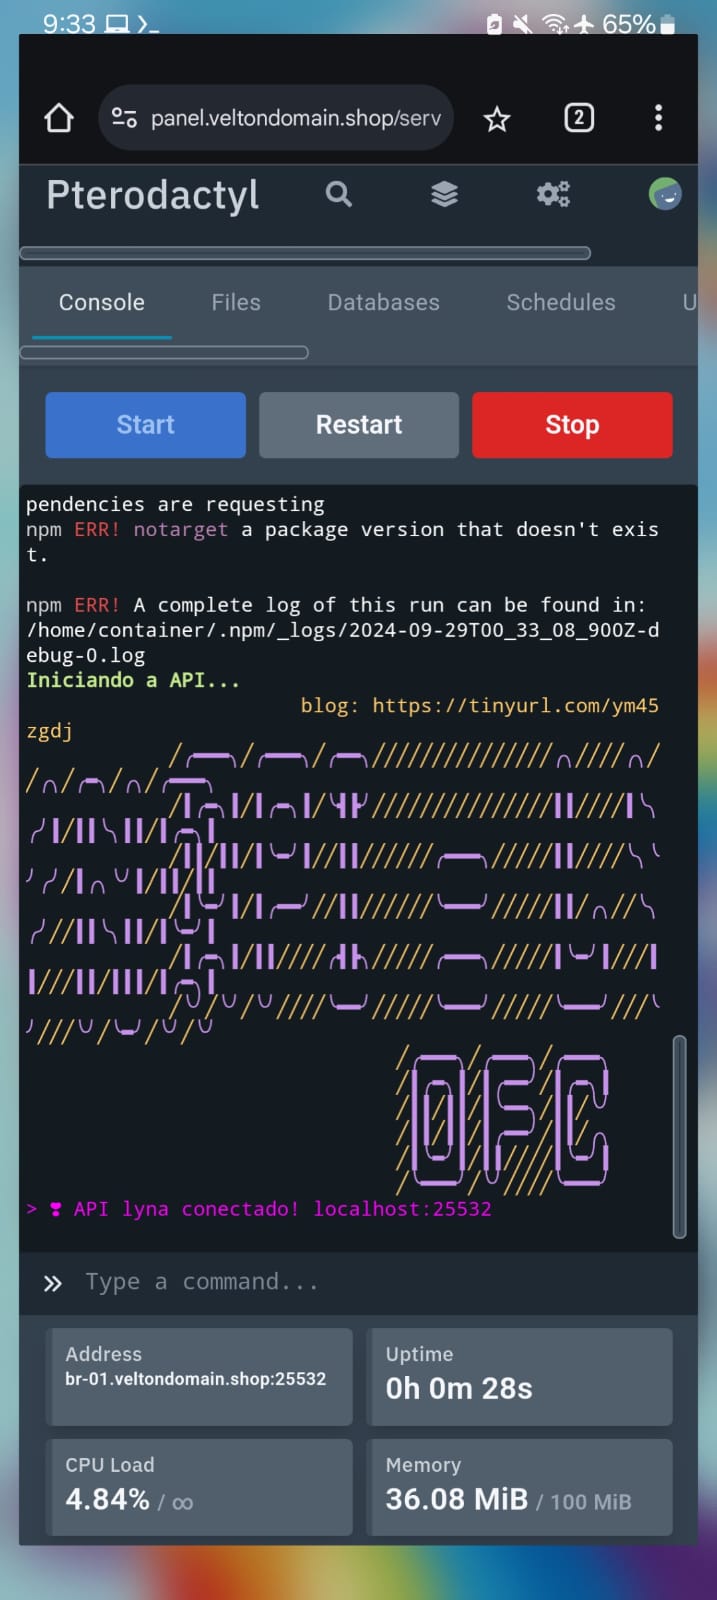 9:33
65%
panel.veltondomain.shop/serv
2
Pterodactyl
Console Files Databases Schedules U
Start Restart Stop
pendencies are requesting
npm ERR! notarget a package version that doesn't exis
t.
npm ERR! A complete log of this run can be found in:
/home/container/.npm/_logs/2024-09-29T00_33_08_900Z-d
ebug-0.log
Iniciando a API...
blog: https://tinyurl.com/ym45
zgdj
OFC
> ❣ API lyna conectado! localhost:25532
Type a command...
Address
br-01.veltondomain.shop:25532
Uptime
0h 0m 28s
CPU Load
4.84% / ∞
Memory
36.08 MiB / 100 MiB